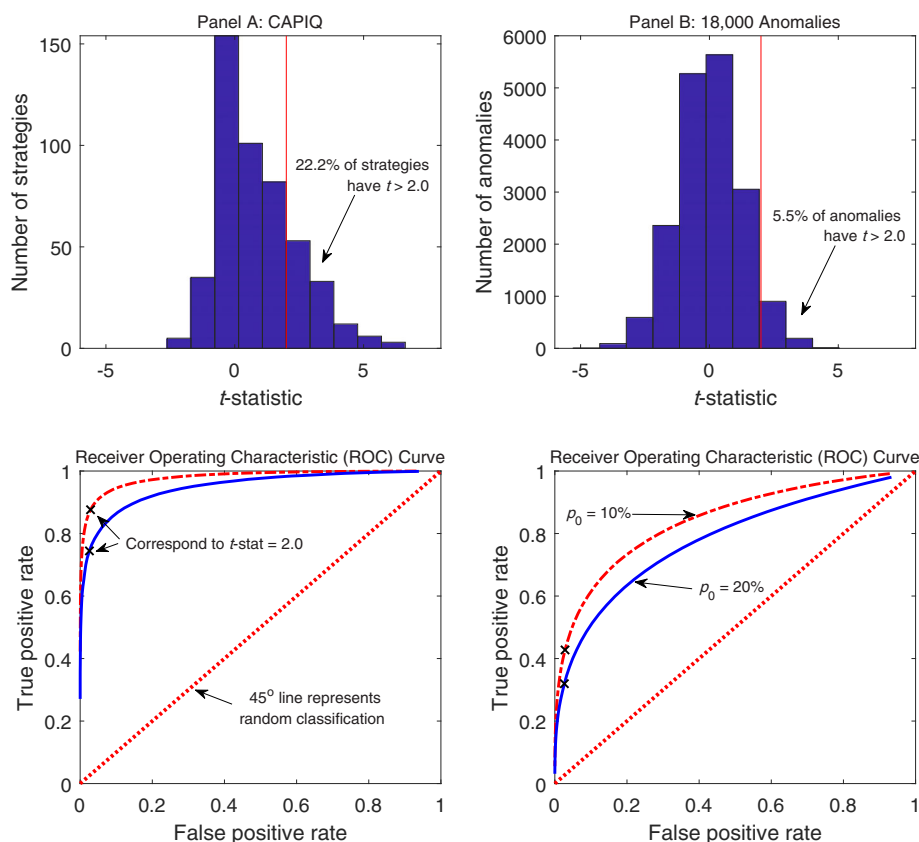 Panel A: CAPIQ
150
100
50
0
Number of strategies
22.2% of strategies
have t > 2.0
-5
0
5
t-statistic
Panel B: 18,000 Anomalies
6000
5000
4000
3000
2000
1000
0
Number of anomalies
5.5% of anomalies
have t > 2.0
-5
0
5
t-statistic
Receiver Operating Characteristic (ROC) Curve
1
0.8
0.6
0.4
0.2
0
True positive rate
Correspond to t-stat = 2.0
45° line represents
random classification
0
0.2
0.4
0.6
0.8
1
False positive rate
Receiver Operating Characteristic (ROC) Curve
1
0.8
0.6
0.4
0.2
0
True positive rate
p0 = 10%
p0 = 20%
0
0.2
0.4
0.6
0.8
1
False positive rate